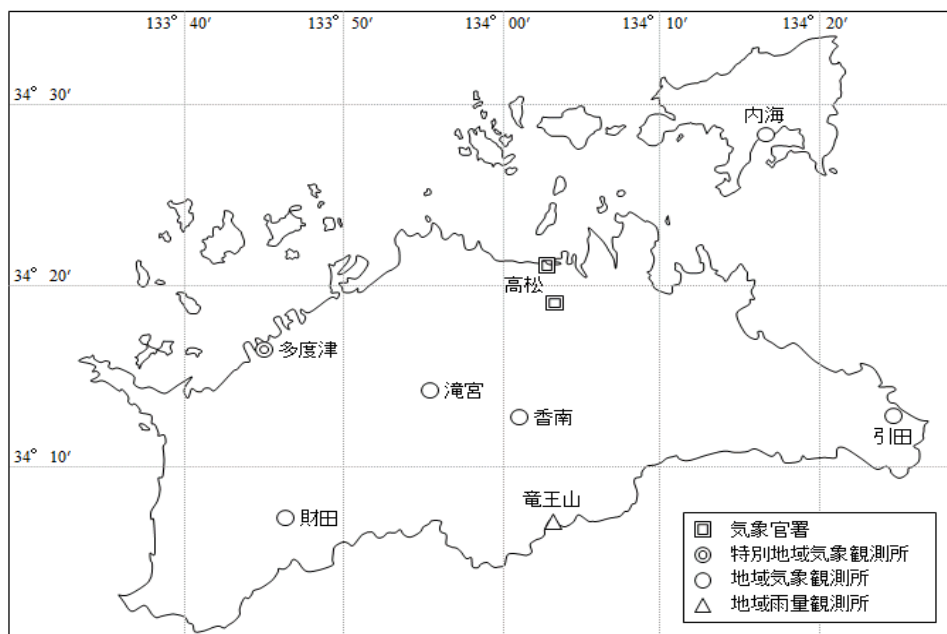 133° 40′
133° 50′
134° 00′
134° 10′
134° 20′
34° 30′
内海
34° 20′
高松
多度津
滝宮
香南
引田
34° 10′
竜王山
財田
気象官署
特別地域気象観測所
地域気象観測所
地域雨量観測所